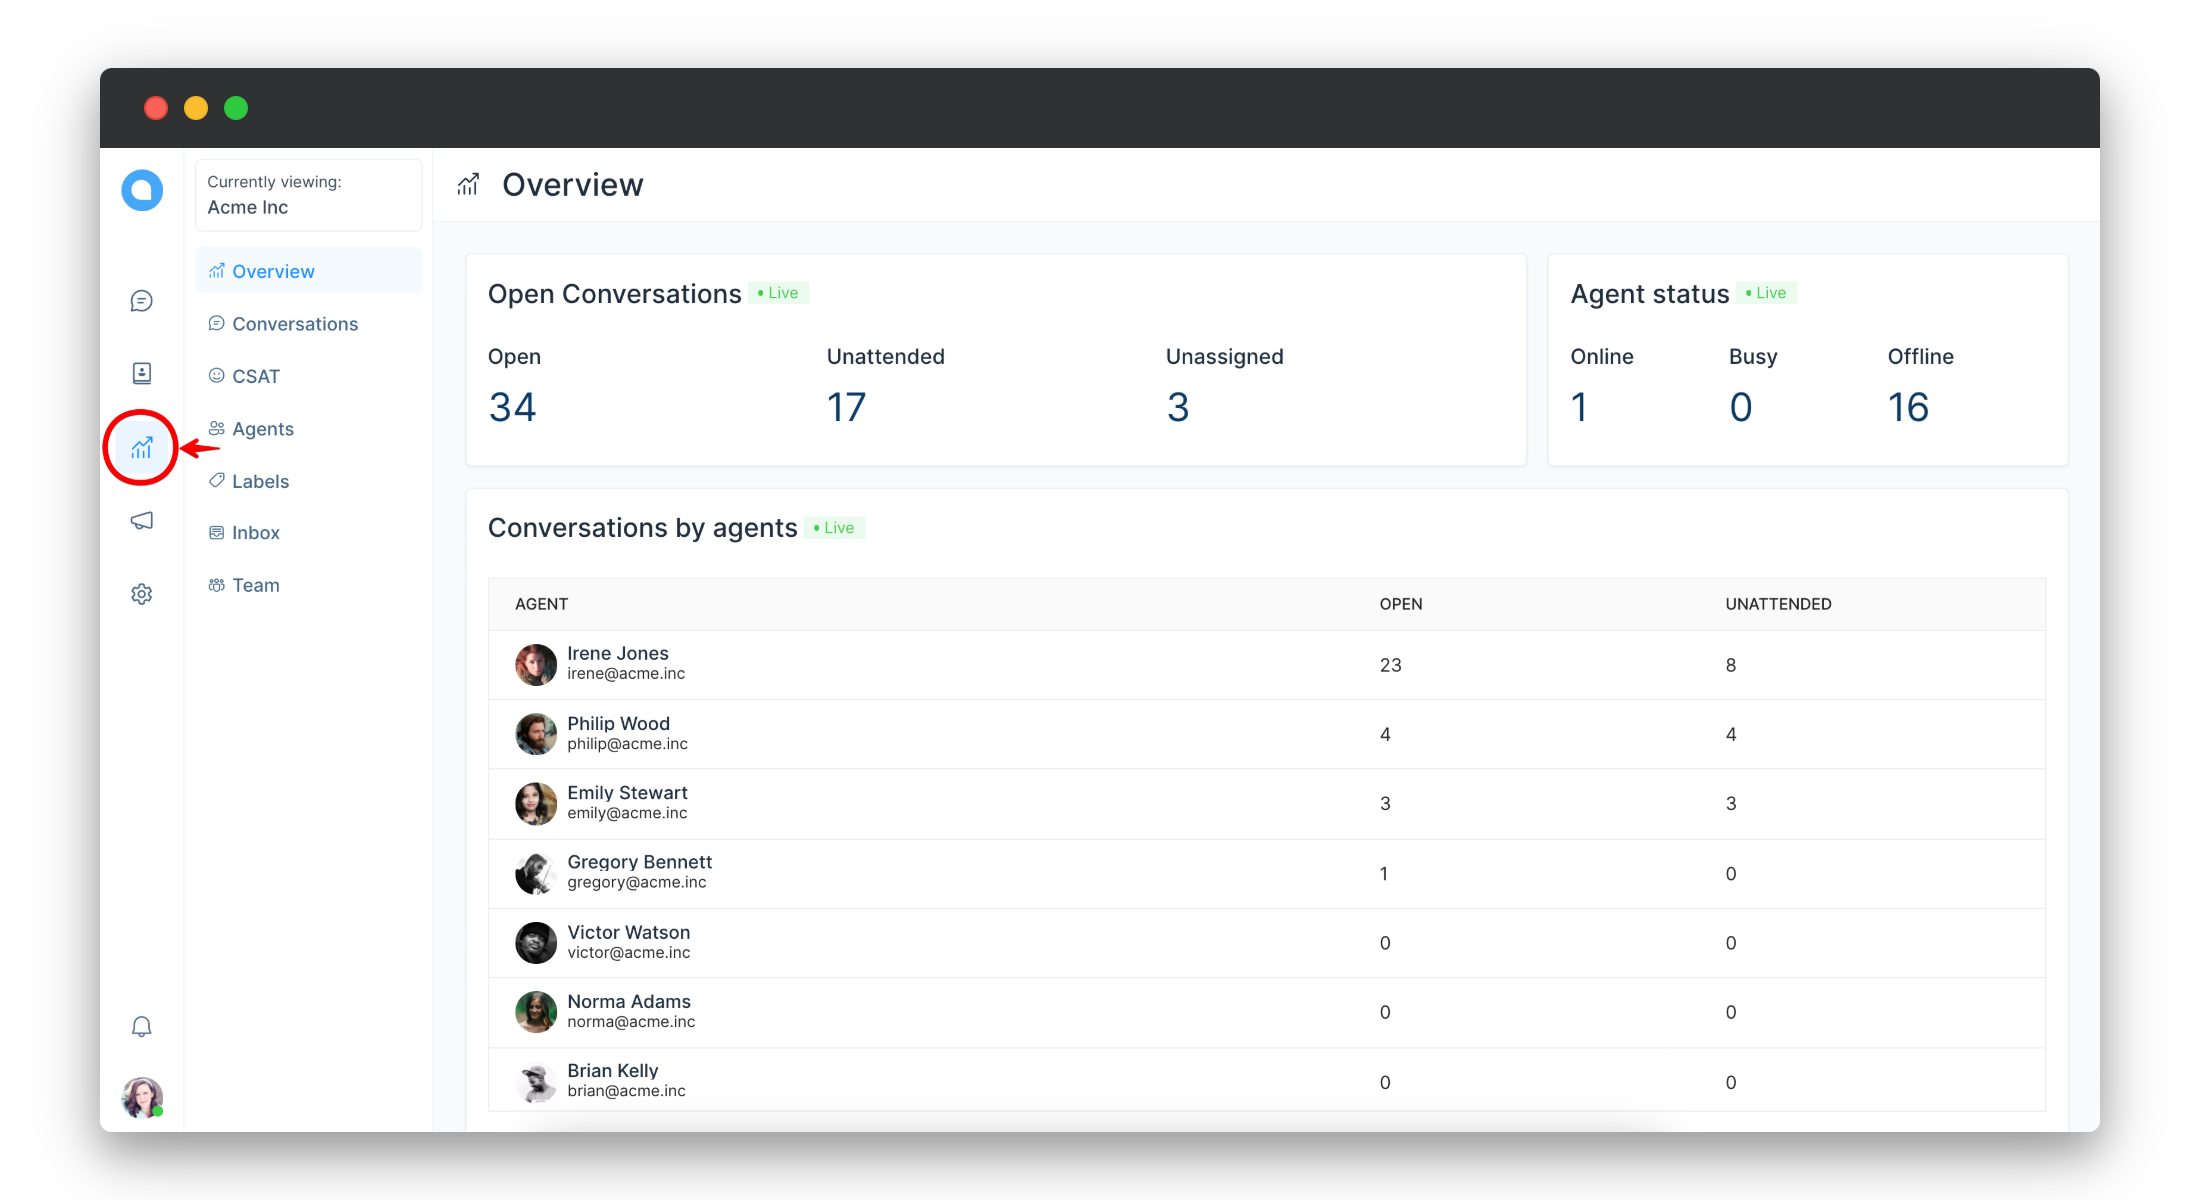 Currently viewing:
Acme Inc
Overview
Conversations
CSAT
Agents
Labels
Inbox
Team
Overview
Open Conversations • Live
Open Unattended Unassigned
34 17 3
Agent status • Live
Online Busy Offline
1 0 16
Conversations by agents • Live
AGENT OPEN UNATTENDED
Irene Jones
irene@acme.inc
23 8
Philip Wood
philip@acme.inc
4 4
Emily Stewart
emily@acme.inc
3 3
Gregory Bennett
gregory@acme.inc
1 0
Victor Watson
victor@acme.inc
0 0
Norma Adams
norma@acme.inc
0 0
Brian Kelly
brian@acme.inc
0 0